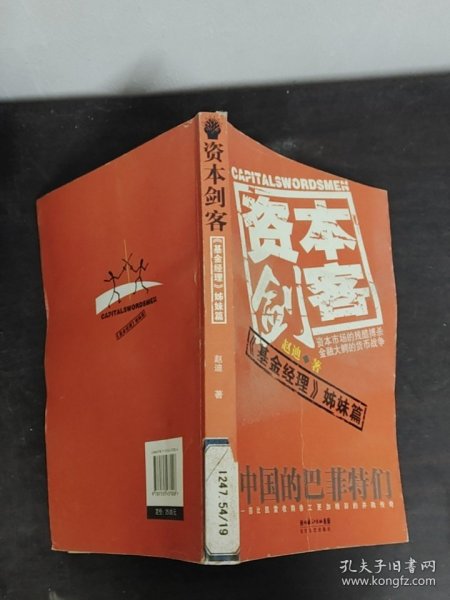 CAPITALSWORDSMEN
资本
剑客
资本市场的残酷搏杀
金融大鳄的货币战争
赵迪 著
《基金经理》姊妹篇
中国的巴菲特们
资本剑客
《基金经理》姊妹篇
赵迪 著
1247.54/19
CAPITALSWORDSMEN
孔夫子旧书网
www.kongfz.com